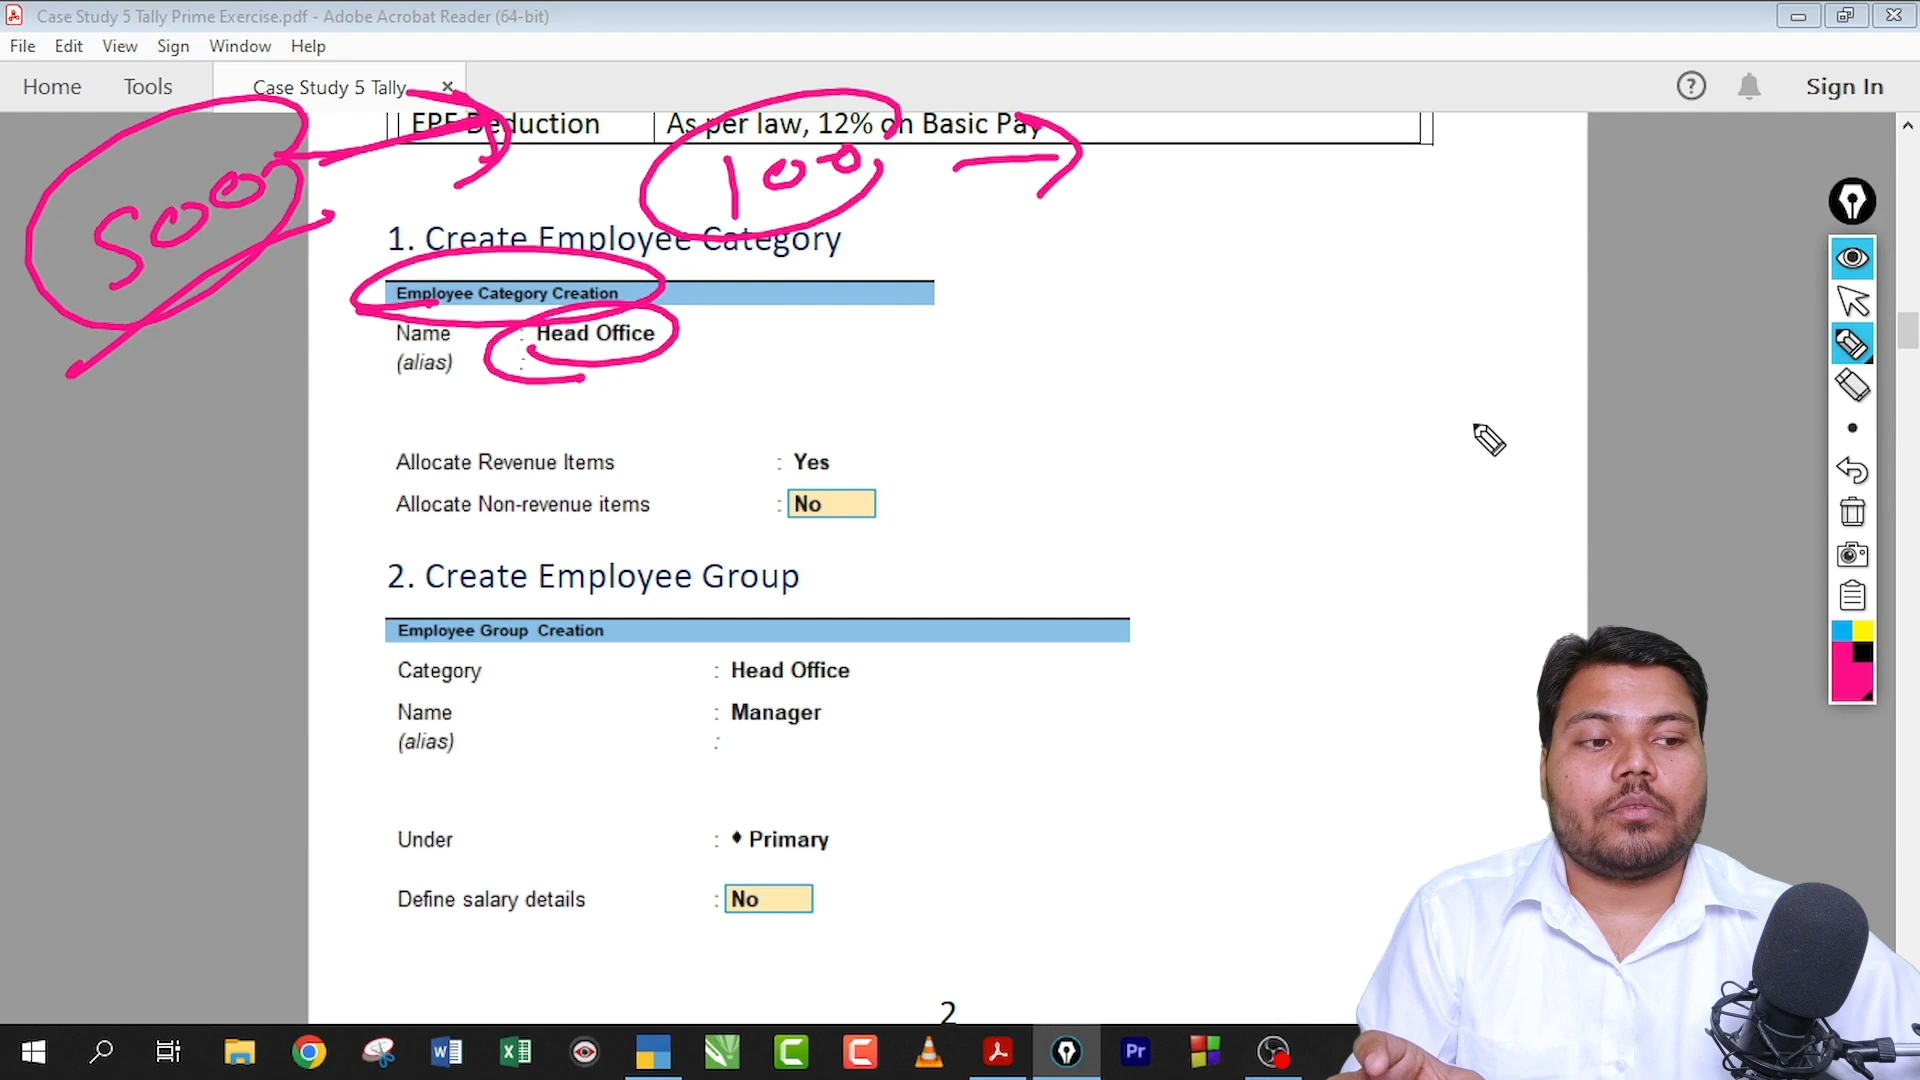 Case Study 5 Tally Prime Exercise.pdf - Adobe Acrobat Reader (64-bit)
File Edit View Sign Window Help
Home Tools Case Study 5 Tally, Sign In
EPF Deduction As per law, 12% on Basic Pay
500 100
1. Create Employee Category
Employee Category Creation
Name : Head Office
(alias) :
Allocate Revenue Items : Yes
Allocate Non-revenue items : No
2. Create Employee Group
Employee Group Creation
Category : Head Office
Name : Manager
(alias) :
Under : ♦ Primary
Define salary details : No
2
Pr